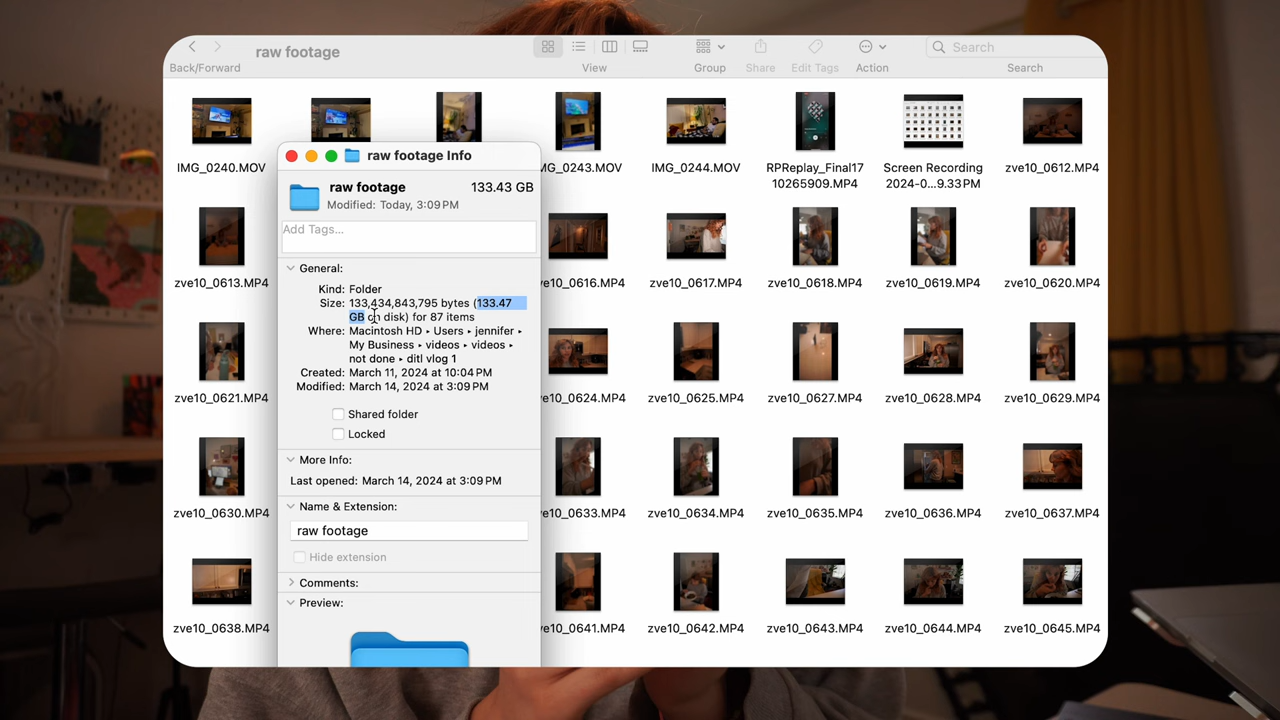 raw footage
Back/Forward
View
Group
Share
Edit Tags
Action
Search
Search
IMG_0240.MOV
G_0243.MOV
IMG_0244.MOV
RPReplay_Final17
10265909.MP4
Screen Recording
2024-0...9.33 PM
zve10_0612.MP4
raw footage Info
raw footage
133.43 GB
Modified: Today, 3:09 PM
Add Tags...
General:
Kind: Folder
Size: 133,434,843,795 bytes (133.47
GB on disk) for 87 items
Where: Macintosh HD ‣ Users ‣ jennifer ‣
My Business ‣ videos ‣ videos ‣
not done ‣ ditl vlog 1
Created: March 11, 2024 at 10:04 PM
Modified: March 14, 2024 at 3:09 PM
Shared folder
Locked
More Info:
Last opened: March 14, 2024 at 3:09 PM
Name & Extension:
raw footage
Hide extension
Comments:
Preview:
zve10_0613.MP4
zve10_0616.MP4
zve10_0617.MP4
zve10_0618.MP4
zve10_0619.MP4
zve10_0620.MP4
zve10_0621.MP4
zve10_0624.MP4
zve10_0625.MP4
zve10_0627.MP4
zve10_0628.MP4
zve10_0629.MP4
zve10_0630.MP4
zve10_0633.MP4
zve10_0634.MP4
zve10_0635.MP4
zve10_0636.MP4
zve10_0637.MP4
zve10_0638.MP4
zve10_0641.MP4
zve10_0642.MP4
zve10_0643.MP4
zve10_0644.MP4
zve10_0645.MP4